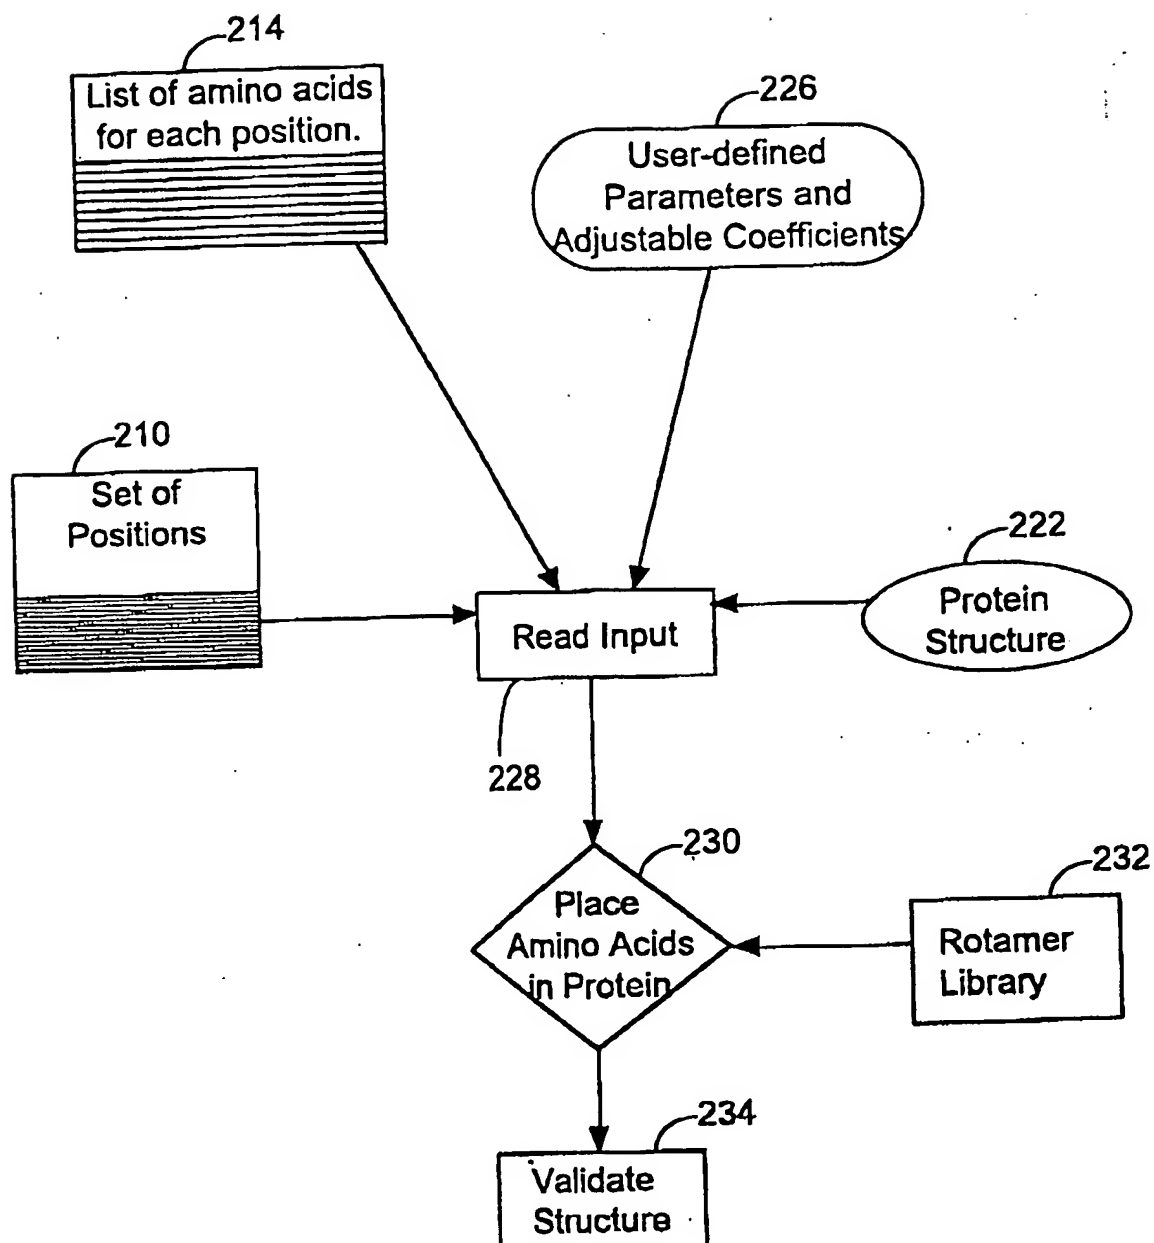 214
List of amino acids
for each position.
226
User-defined
Parameters and
Adjustable Coefficients
210
Set of
Positions
222
Protein
Structure
Read Input
228
230
Place
Amino Acids
in Protein
232
Rotamer
Library
234
Validate
Structure